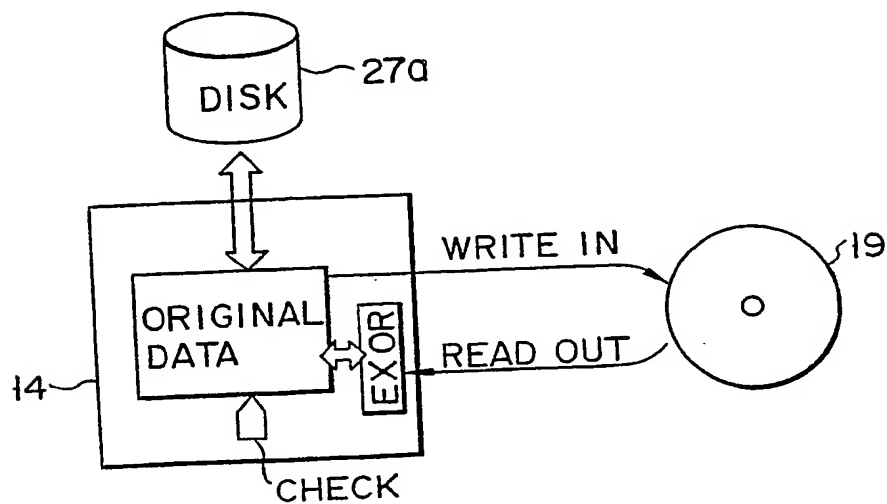 27a
DISK
WRITE IN
19
ORIGINAL
DATA
EXOR
READ OUT
14
CHECK